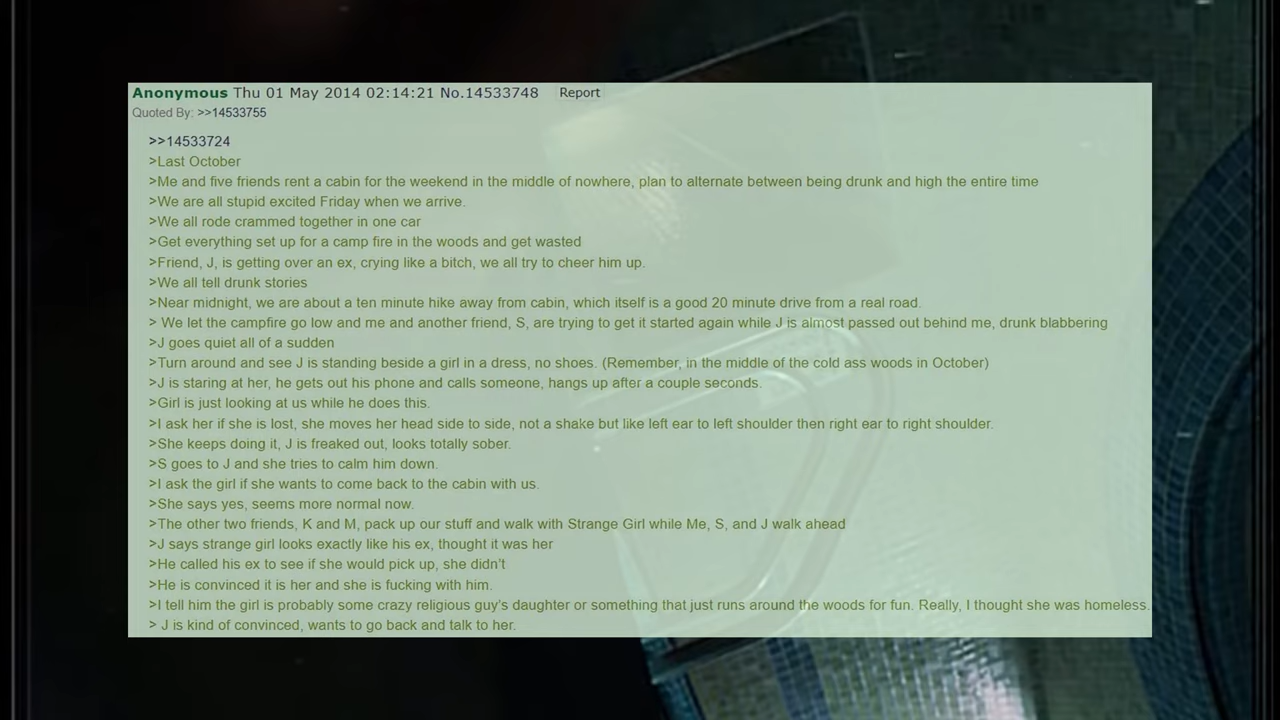 Anonymous Thu 01 May 2014 02:14:21 No.14533748 Report
Quoted By: >>14533755
>>14533724
>Last October
>Me and five friends rent a cabin for the weekend in the middle of nowhere, plan to alternate between being drunk and high the entire time
>We are all stupid excited Friday when we arrive.
>We all rode crammed together in one car
>Get everything set up for a camp fire in the woods and get wasted
>Friend, J, is getting over an ex, crying like a bitch, we all try to cheer him up.
>We all tell drunk stories
>Near midnight, we are about a ten minute hike away from cabin, which itself is a good 20 minute drive from a real road.
> We let the campfire go low and me and another friend, S, are trying to get it started again while J is almost passed out behind me, drunk blabbering
>J goes quiet all of a sudden
>Turn around and see J is standing beside a girl in a dress, no shoes. (Remember, in the middle of the cold ass woods in October)
>J is staring at her, he gets out his phone and calls someone, hangs up after a couple seconds.
>Girl is just looking at us while he does this.
>I ask her if she is lost, she moves her head side to side, not a shake but like left ear to left shoulder then right ear to right shoulder.
>She keeps doing it, J is freaked out, looks totally sober.
>S goes to J and she tries to calm him down.
>I ask the girl if she wants to come back to the cabin with us.
>She says yes, seems more normal now.
>The other two friends, K and M, pack up our stuff and walk with Strange Girl while Me, S, and J walk ahead
>J says strange girl looks exactly like his ex, thought it was her
>He called his ex to see if she would pick up, she didn't
>He is convinced it is her and she is fucking with him.
>I tell him the girl is probably some crazy religious guy's daughter or something that just runs around the woods for fun. Really, I thought she was homeless.
> J is kind of convinced, wants to go back and talk to her.